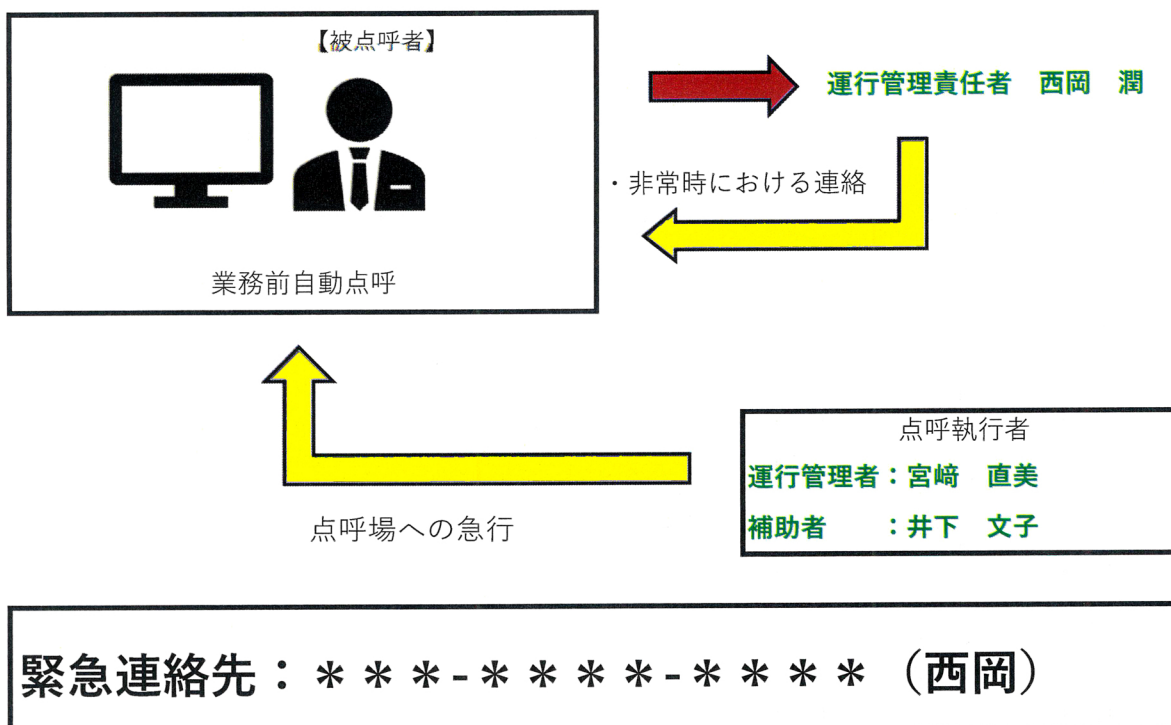 【被点呼者】
運行管理責任者　西岡　潤
・非常時における連絡
業務前自動点呼
点呼執行者
運行管理者：宮﨑　直美
補助者　　：井下　文子
点呼場への急行
緊急連絡先：＊＊＊-＊＊＊＊-＊＊＊＊（西岡）